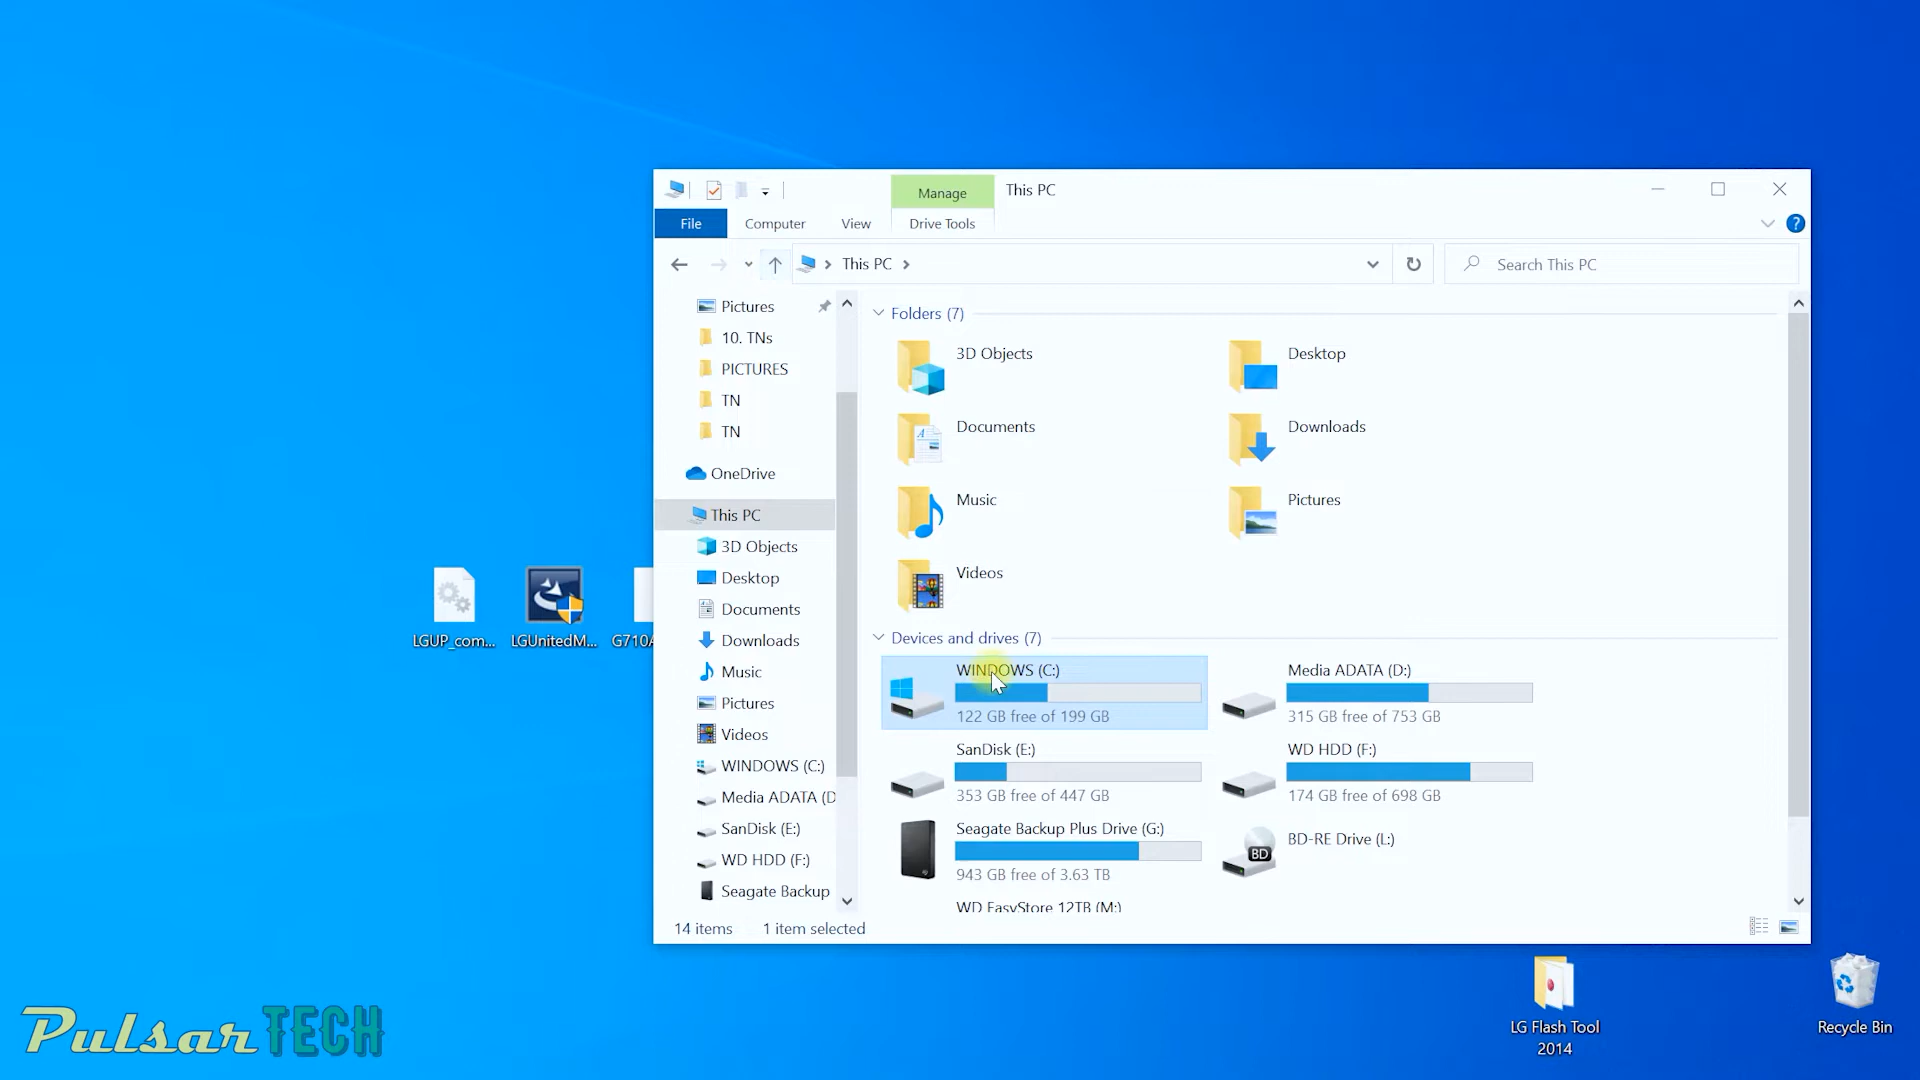 Manage
This PC
File
Computer
View
Drive Tools
?
This PC
Search This PC
Pictures
10. TNs
PICTURES
TN
TN
OneDrive
This PC
3D Objects
Desktop
Documents
Downloads
Music
Pictures
Videos
WINDOWS (C:)
Media ADATA (D
SanDisk (E:)
WD HDD (F:)
Seagate Backup
Folders (7)
3D Objects
Desktop
Documents
Downloads
Music
Pictures
Videos
Devices and drives (7)
WINDOWS (C:)
122 GB free of 199 GB
Media ADATA (D:)
315 GB free of 753 GB
SanDisk (E:)
353 GB free of 447 GB
WD HDD (F:)
174 GB free of 698 GB
Seagate Backup Plus Drive (G:)
943 GB free of 3.63 TB
BD
BD-RE Drive (L:)
WD EasyStore 12TB (M:)
14 items
1 item selected
LGUP_com...
LGUnitedM...
G710A
LG Flash Tool
2014
Recycle Bin
Pulsar TECH